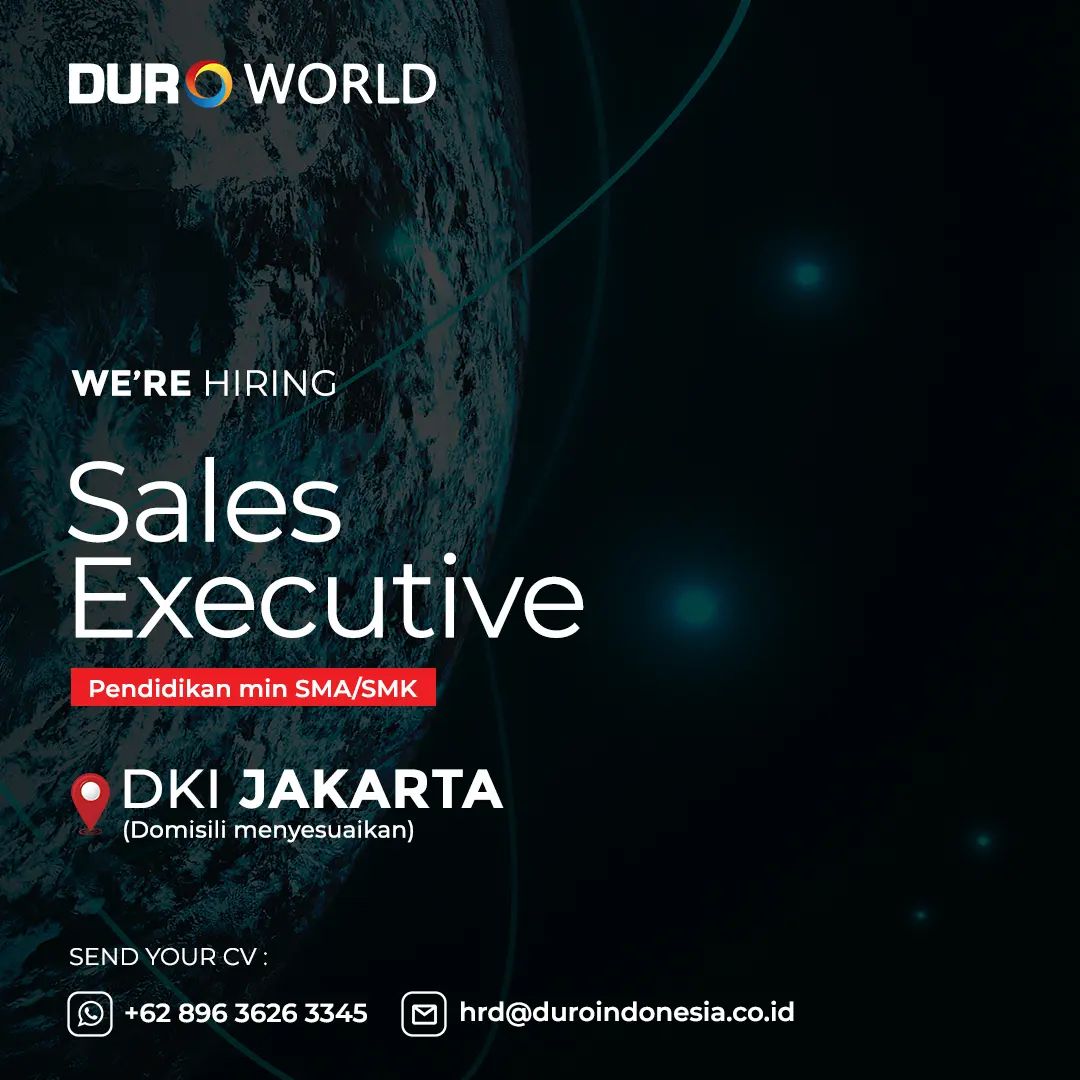 DURO WORLD
WE'RE HIRING
Sales
Executive
Pendidikan min SMA/SMK
DKI JAKARTA
(Domisili menyesuaikan)
SEND YOUR CV :
+62 896 3626 3345
hrd@duroindonesia.co.id